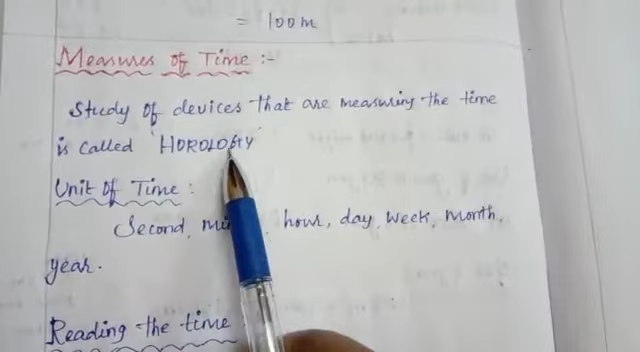 = 100m
Measures of Time :-
Study of devices that are measuring the time
is called 'HOROLOGY'
Unit of Time :
Second, hour, day, week, month,
year.
Reading the time